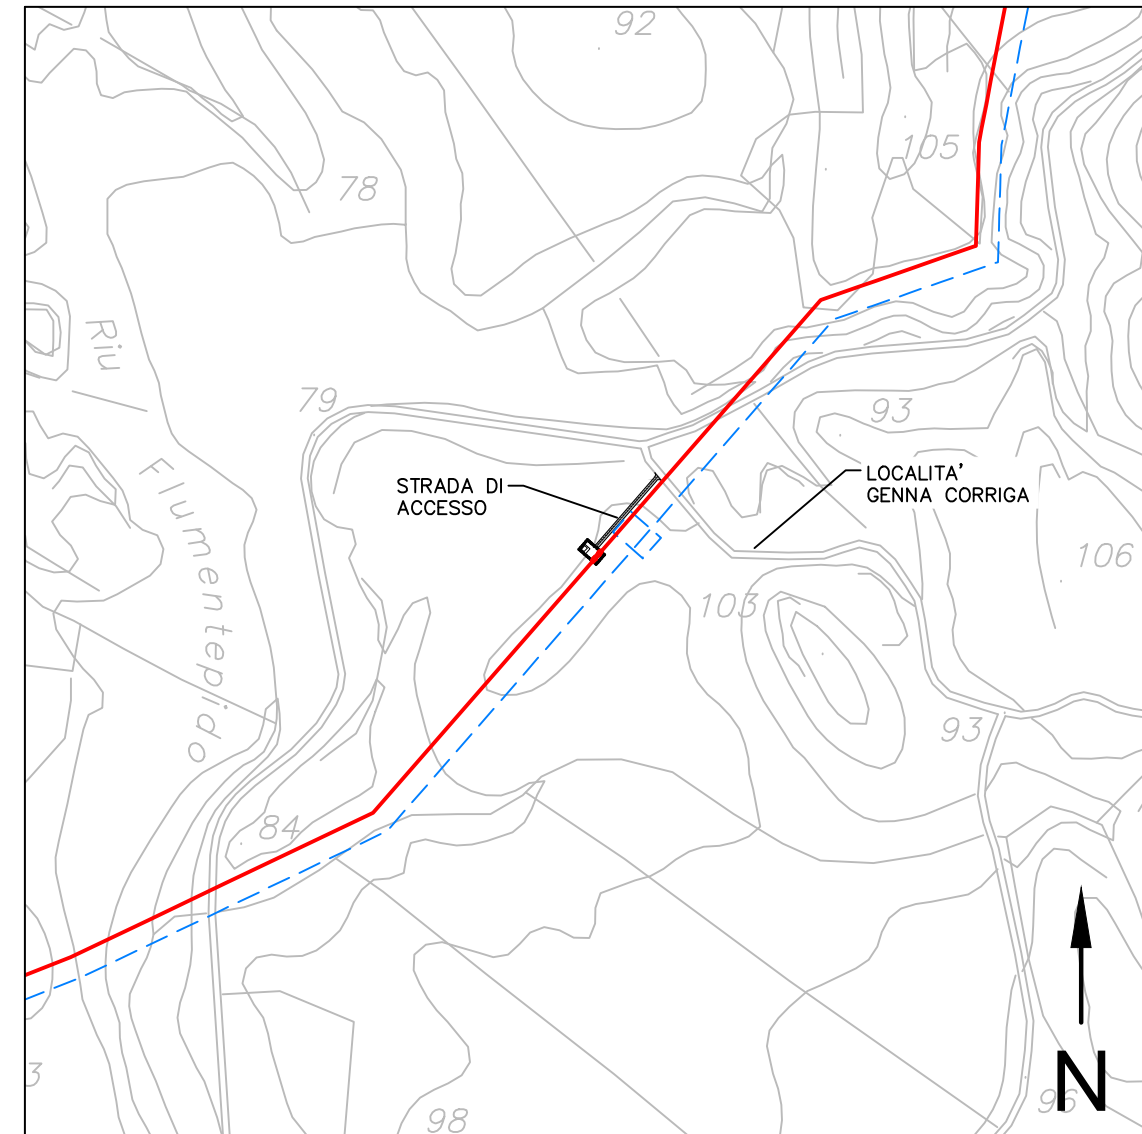 92
105
78
Riu
79
93
STRADA DI
ACCESSO
LOCALITA'
GENNA CORRIGA
Flumentepido
106
103
93
84
3
96
98
N